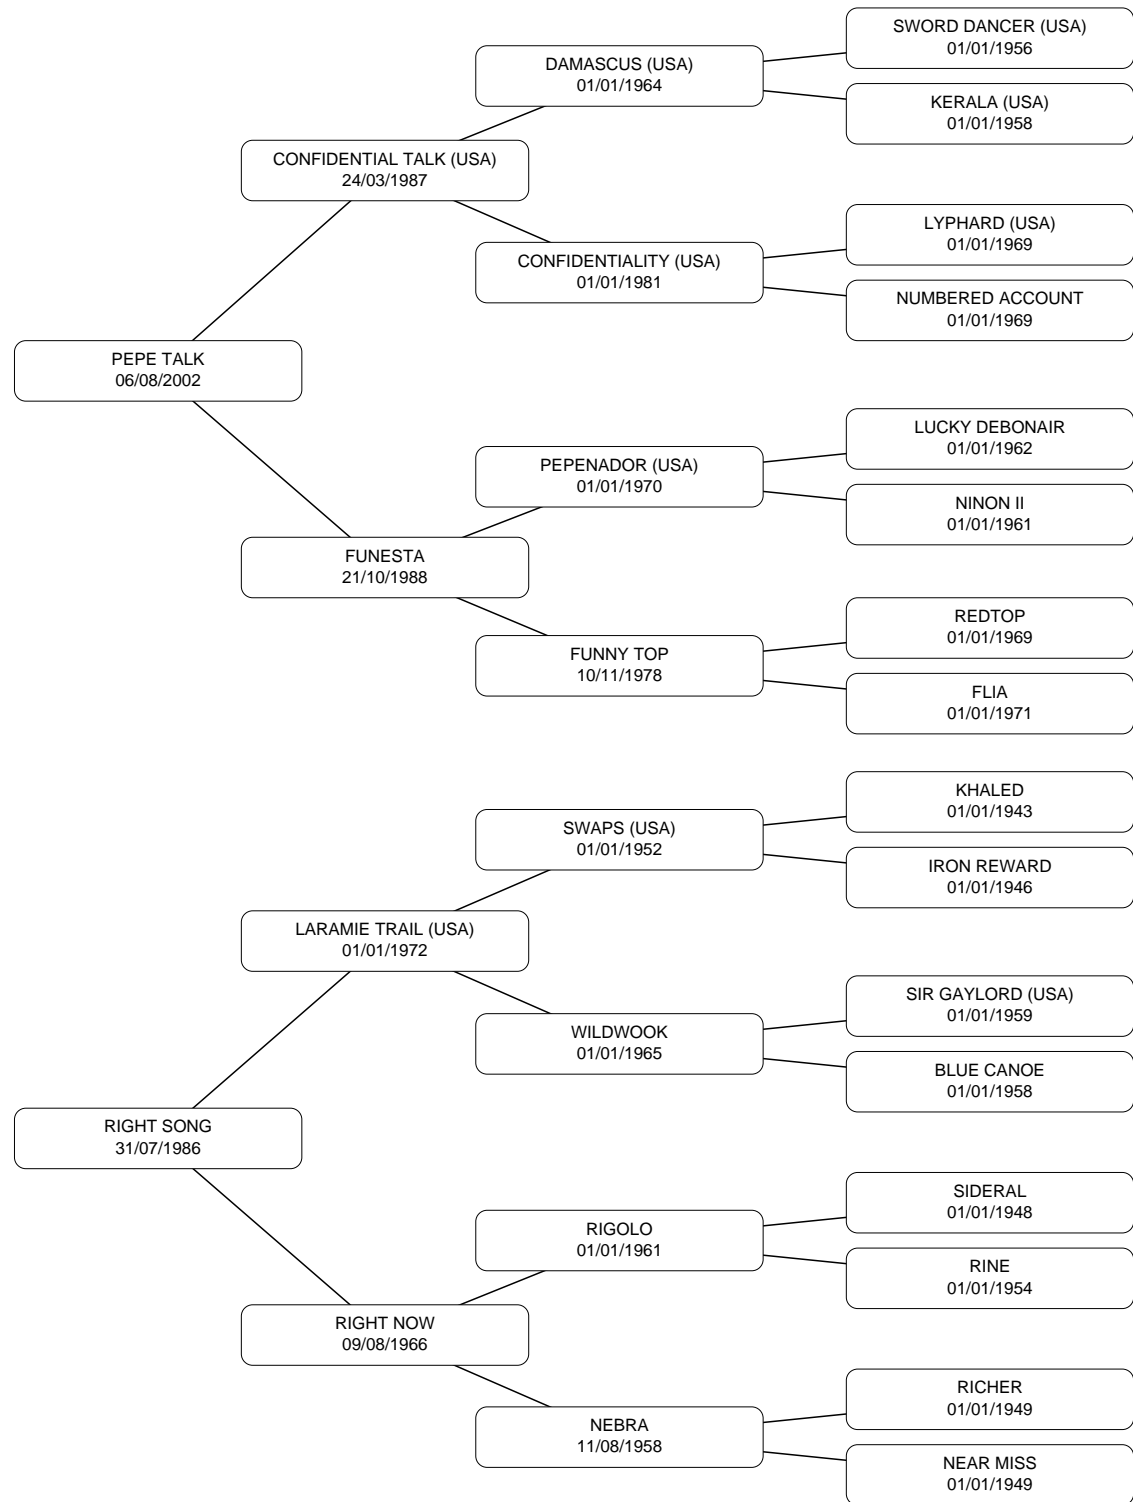 SWORD DANCER (USA)
01/01/1956
DAMASCUS (USA)
01/01/1964
KERALA (USA)
01/01/1958
CONFIDENTIAL TALK (USA)
24/03/1987
LYPHARD (USA)
01/01/1969
CONFIDENTIALITY (USA)
01/01/1981
NUMBERED ACCOUNT
01/01/1969
PEPE TALK
06/08/2002
LUCKY DEBONAIR
01/01/1962
PEPENADOR (USA)
01/01/1970
NINON II
01/01/1961
FUNESTA
21/10/1988
REDTOP
01/01/1969
FUNNY TOP
10/11/1978
FLIA
01/01/1971
KHALED
01/01/1943
SWAPS (USA)
01/01/1952
IRON REWARD
01/01/1946
LARAMIE TRAIL (USA)
01/01/1972
SIR GAYLORD (USA)
01/01/1959
WILDWOOK
01/01/1965
BLUE CANOE
01/01/1958
RIGHT SONG
31/07/1986
SIDERAL
01/01/1948
RIGOLO
01/01/1961
RINE
01/01/1954
RIGHT NOW
09/08/1966
RICHER
01/01/1949
NEBRA
11/08/1958
NEAR MISS
01/01/1949